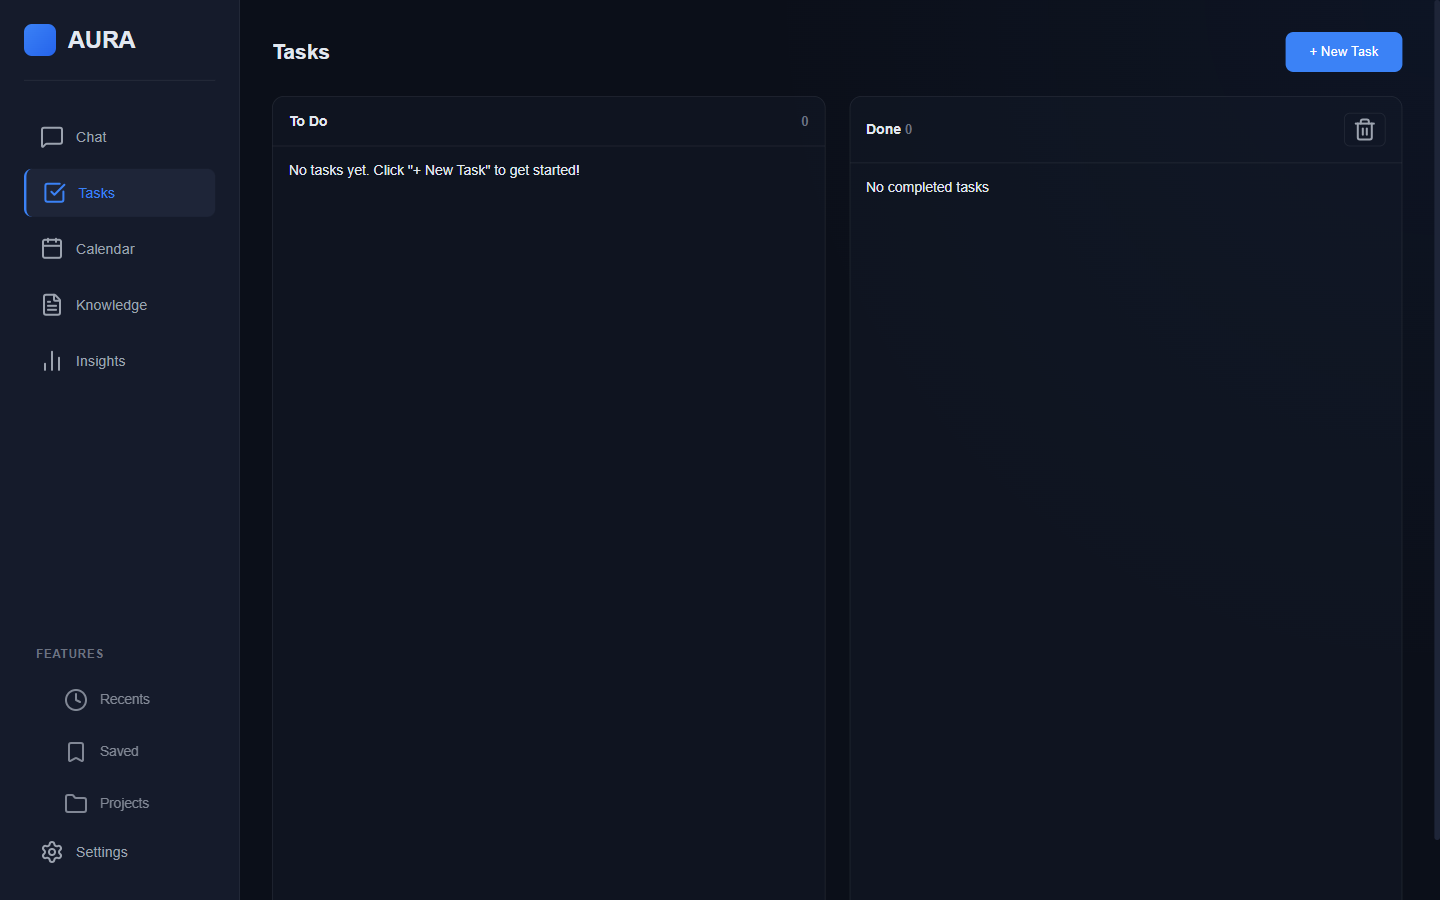 AURA
Chat
Tasks
Calendar
Knowledge
Insights
FEATURES
Recents
Saved
Projects
Settings
Tasks
+ New Task
To Do 0
No tasks yet. Click "+ New Task" to get started!
Done 0
No completed tasks